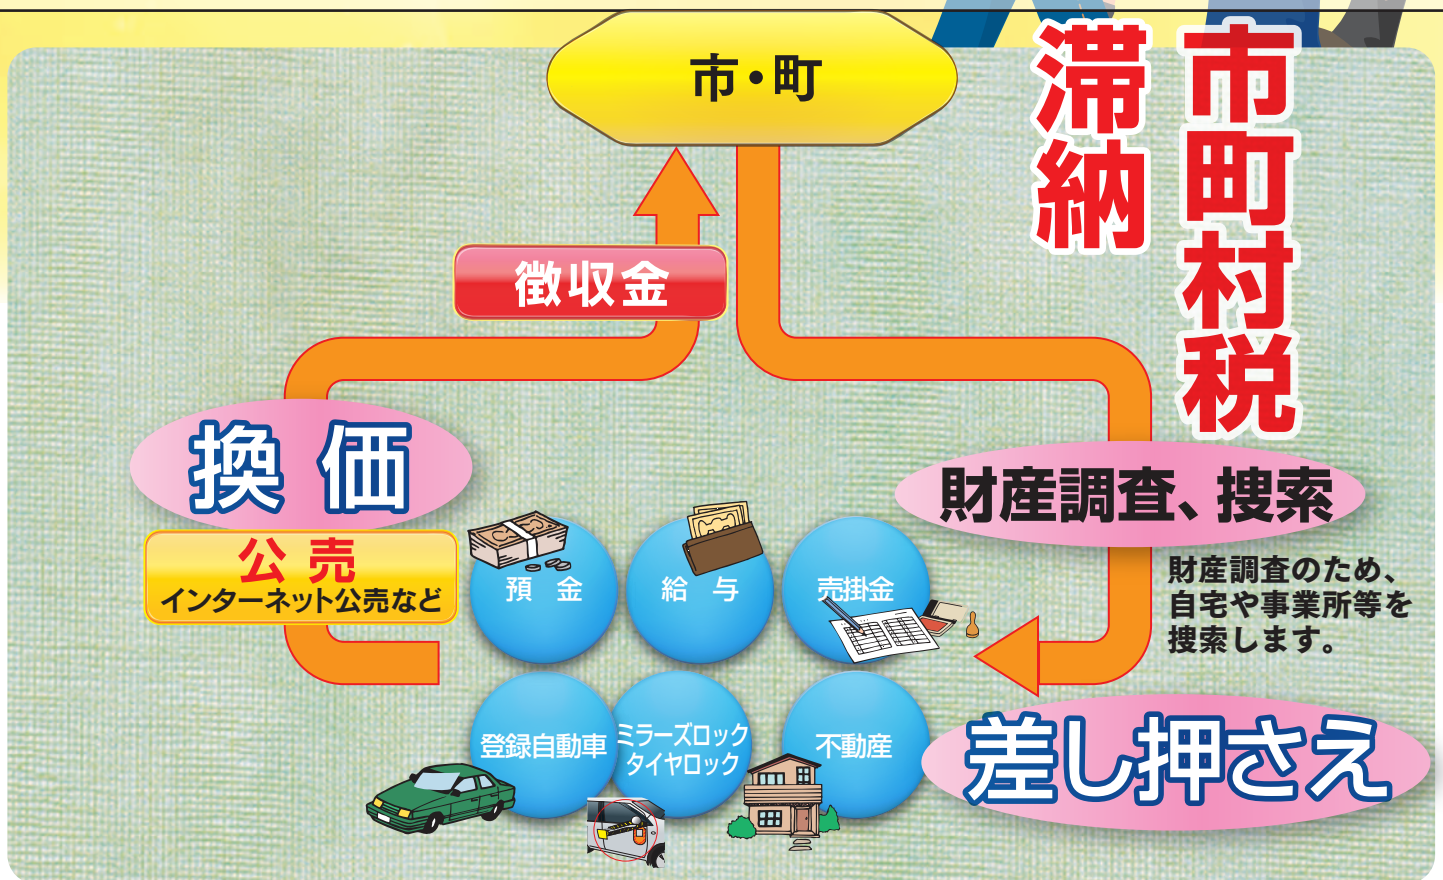 市町村税
滞納
市・町
徴収金
財産調査、捜索
財産調査のため、
自宅や事業所等を
捜索します。
差し押さえ
預金
給与
売掛金
登録自動車
ミラーズロック
タイヤロック
不動産
換価
公売
インターネット公売など